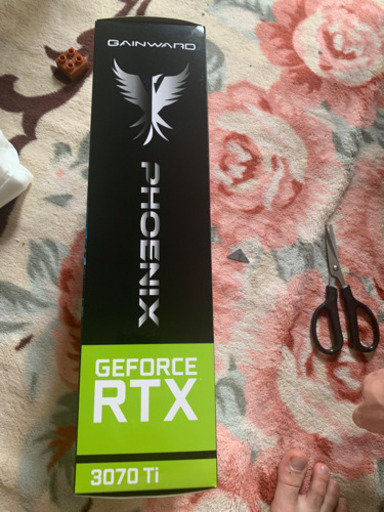 GAINWARD
PHOENIX
GEFORCE
RTX
3070 Ti